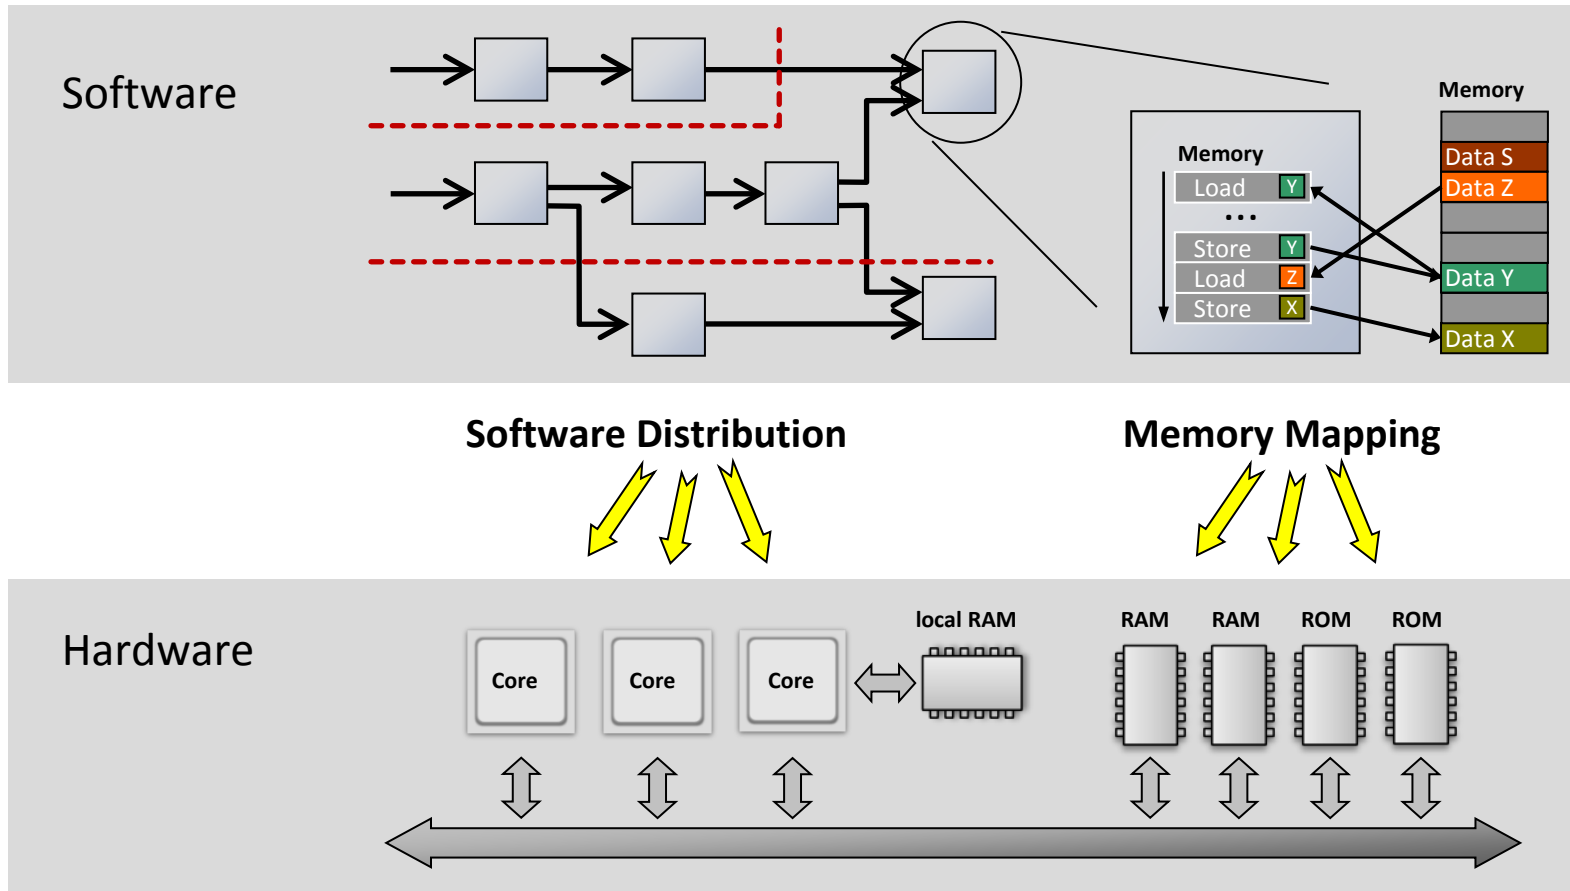 Software
Memory
Data S
Data Z
Data Y
Data X
Memory
Load Y
...
Store Y
Load Z
Store X
Software Distribution
Memory Mapping
Hardware
local RAM
RAM
RAM
ROM
ROM
Core
Core
Core